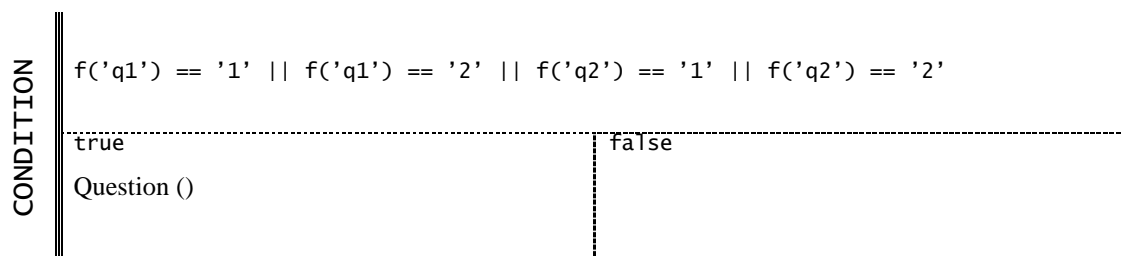 CONDITION
f('q1') == '1' || f('q1') == '2' || f('q2') == '1' || f('q2') == '2'
true
false
Question ()